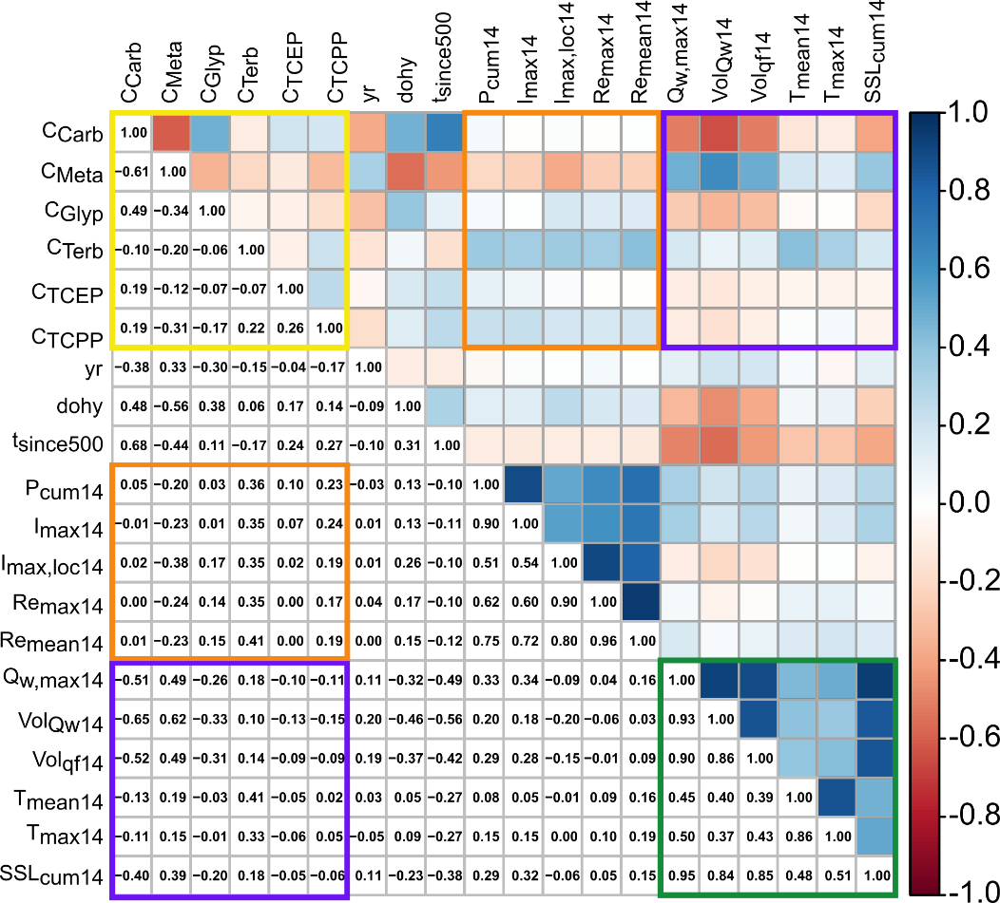 CCarb CMeta CGlyp CTerb CTCEP CTCPP yr dohy tsince500 Pcum14 Imax14 Imax,loc14 Remax14 Remean14 Qw,max14 VolQw14 Volqf14 Tmean14 Tmax14 SSLcum14
CCarb 1.00 1.0
CMeta −0.61 1.00
CGlyp 0.49 −0.34 1.00 0.8
CTerb −0.10 −0.20 −0.06 1.00
CTCEP 0.19 −0.12 −0.07 −0.07 1.00 0.6
CTCPP 0.19 −0.31 −0.17 0.22 0.26 1.00
yr −0.38 0.33 −0.30 −0.15 −0.04 −0.17 1.00 0.4
dohy 0.48 −0.56 0.38 0.06 0.17 0.14 −0.09 1.00
tsince500 0.68 −0.44 0.11 −0.17 0.24 0.27 −0.10 0.31 1.00 0.2
Pcum14 0.05 −0.20 0.03 0.36 0.10 0.23 −0.03 0.13 −0.10 1.00
Imax14 −0.01 −0.23 0.01 0.35 0.07 0.24 0.01 0.13 −0.11 0.90 1.00 0.0
Imax,loc14 0.02 −0.38 0.17 0.35 0.02 0.19 0.01 0.26 −0.10 0.51 0.54 1.00 -0.2
Remax14 0.00 −0.24 0.14 0.35 0.00 0.17 0.04 0.17 −0.10 0.62 0.60 0.90 1.00
Remean14 0.01 −0.23 0.15 0.41 0.00 0.19 0.00 0.15 −0.12 0.75 0.72 0.80 0.96 1.00 -0.4
Qw,max14 −0.51 0.49 −0.26 0.18 −0.10 −0.11 0.11 −0.32 −0.49 0.33 0.34 −0.09 0.04 0.16 1.00
VolQw14 −0.65 0.62 −0.33 0.10 −0.13 −0.15 0.20 −0.46 −0.56 0.20 0.18 −0.20 −0.06 0.03 0.93 1.00 -0.6
Volqf14 −0.52 0.49 −0.31 0.14 −0.09 −0.09 0.19 −0.37 −0.42 0.29 0.28 −0.15 −0.01 0.09 0.90 0.86 1.00
Tmean14 −0.13 0.19 −0.03 0.41 −0.05 0.02 0.03 0.05 −0.27 0.08 0.05 −0.01 0.09 0.16 0.45 0.40 0.39 1.00 -0.8
Tmax14 −0.11 0.15 −0.01 0.33 −0.06 0.05 −0.05 0.09 −0.27 0.15 0.15 0.00 0.10 0.19 0.50 0.37 0.43 0.86 1.00
SSLcum14 −0.40 0.39 −0.20 0.18 −0.05 −0.06 0.11 −0.23 −0.38 0.29 0.32 −0.06 0.05 0.15 0.95 0.84 0.85 0.48 0.51 1.00 -1.0